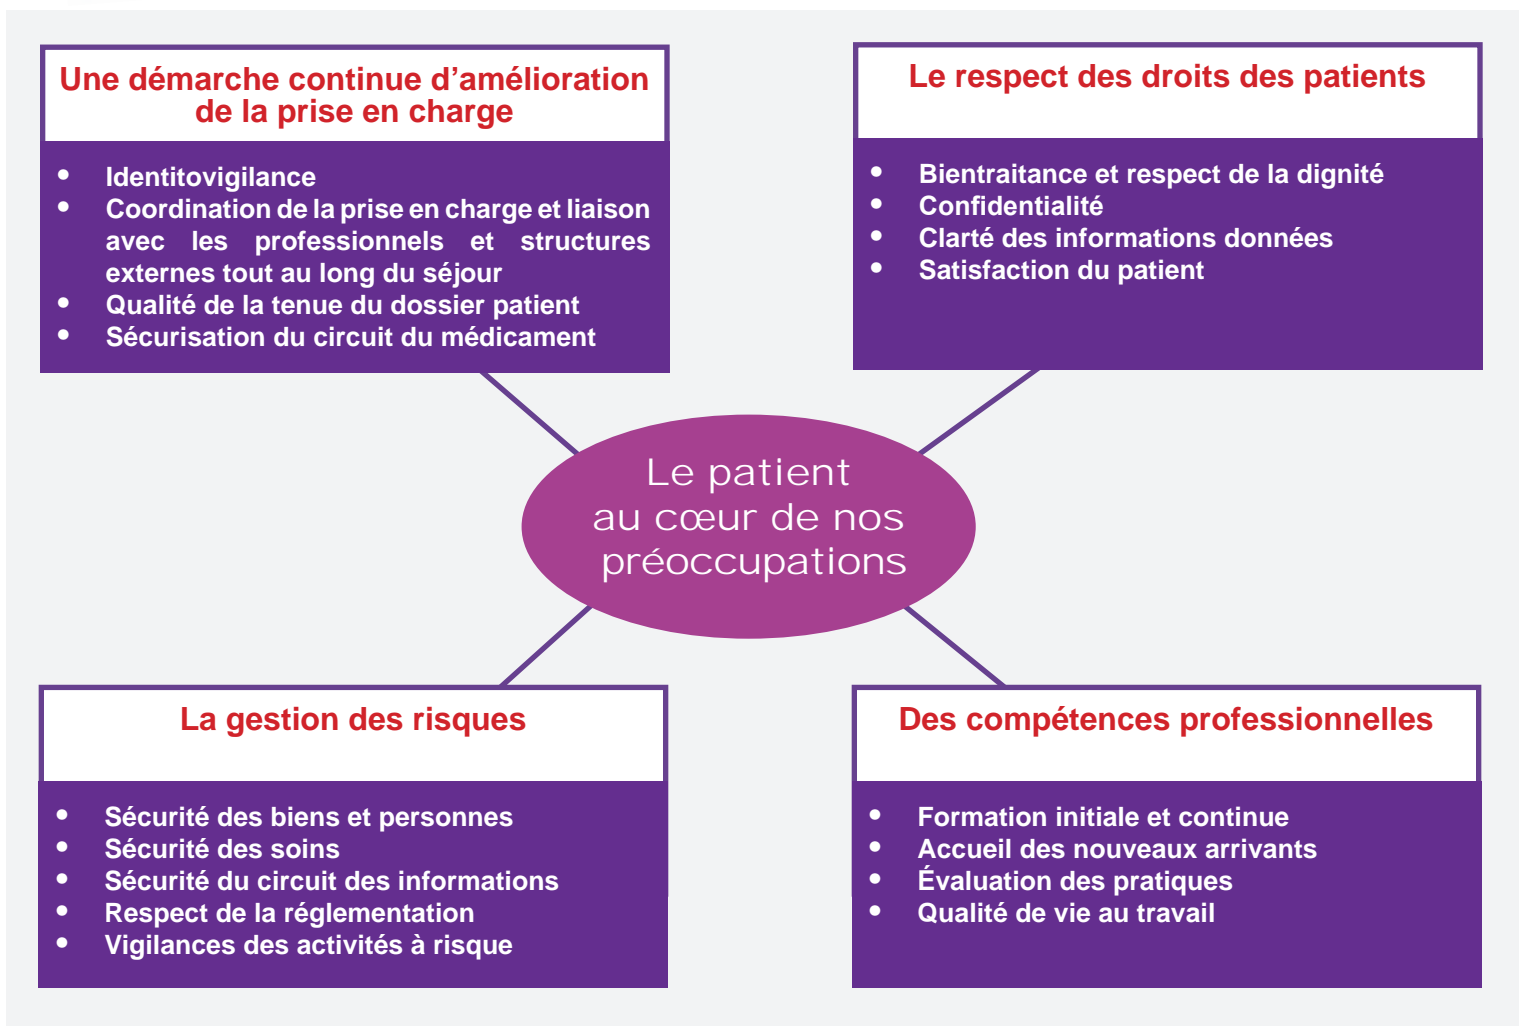 Une démarche continue d'amélioration
de la prise en charge
• Identitovigilance
• Coordination de la prise en charge et liaison
avec les professionnels et structures
externes tout au long du séjour
• Qualité de la tenue du dossier patient
• Sécurisation du circuit du médicament
Le respect des droits des patients
• Bientraitance et respect de la dignité
• Confidentialité
• Clarté des informations données
• Satisfaction du patient
Le patient
au cœur de nos
préoccupations
La gestion des risques
• Sécurité des biens et personnes
• Sécurité des soins
• Sécurité du circuit des informations
• Respect de la réglementation
• Vigilances des activités à risque
Des compétences professionnelles
• Formation initiale et continue
• Accueil des nouveaux arrivants
• Évaluation des pratiques
• Qualité de vie au travail